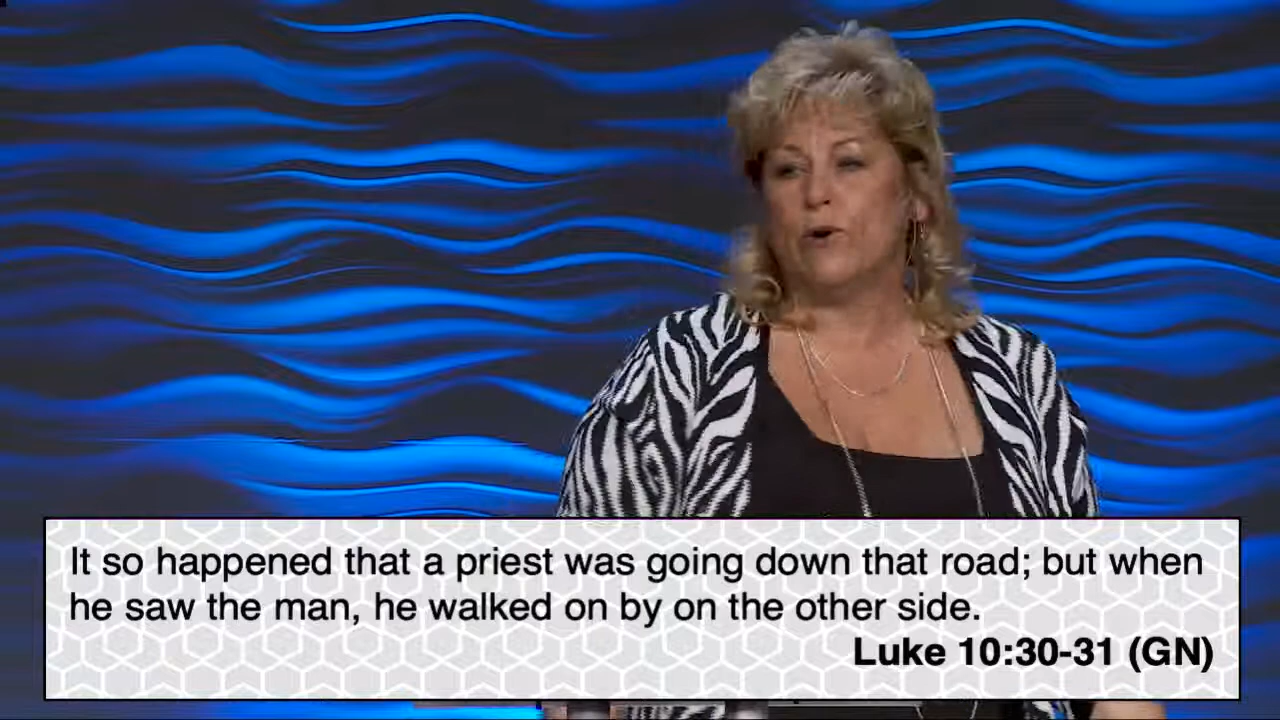 It so happened that a priest was going down that road; but when
he saw the man, he walked on by on the other side.
Luke 10:30-31 (GN)